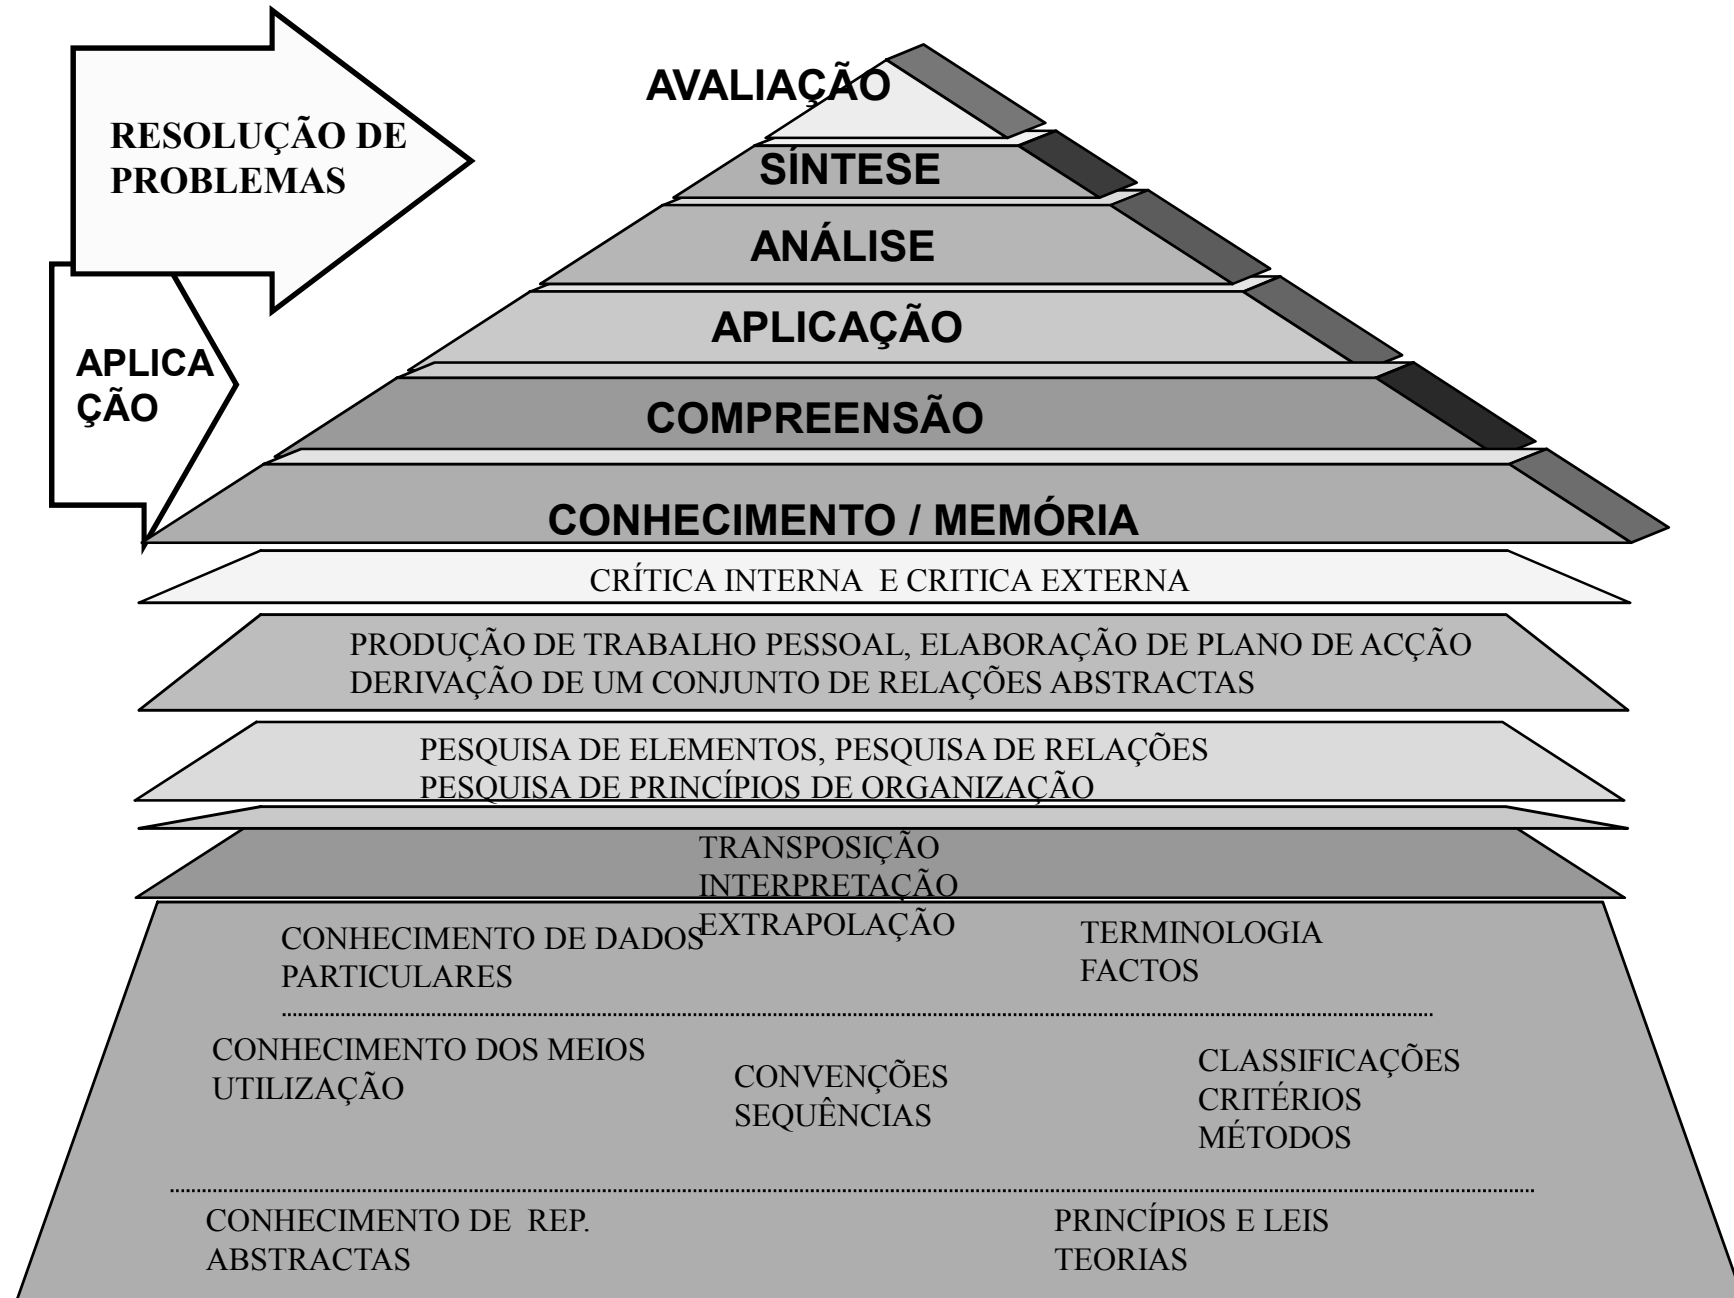 RESOLUÇÃO DE
PROBLEMAS
APLICA
ÇÃO
AVALIAÇÃO
SÍNTESE
ANÁLISE
APLICAÇÃO
COMPREENSÃO
CONHECIMENTO / MEMÓRIA
CRÍTICA INTERNA E CRITICA EXTERNA
PRODUÇÃO DE TRABALHO PESSOAL, ELABORAÇÃO DE PLANO DE ACÇÃO
DERIVAÇÃO DE UM CONJUNTO DE RELAÇÕES ABSTRACTAS
PESQUISA DE ELEMENTOS, PESQUISA DE RELAÇÕES
PESQUISA DE PRINCÍPIOS DE ORGANIZAÇÃO
TRANSPOSIÇÃO
INTERPRETAÇÃO
EXTRAPOLAÇÃO
CONHECIMENTO DE DADOS
PARTICULARES
TERMINOLOGIA
FACTOS
CONHECIMENTO DOS MEIOS
UTILIZAÇÃO
CONVENÇÕES
SEQUÊNCIAS
CLASSIFICAÇÕES
CRITÉRIOS
MÉTODOS
CONHECIMENTO DE REP.
ABSTRACTAS
PRINCÍPIOS E LEIS
TEORIAS